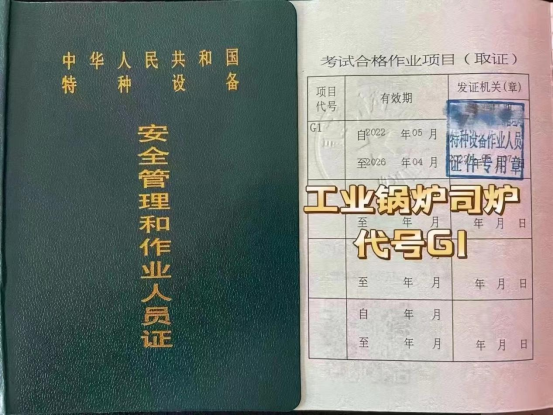 中华人民共和国
特种设备
安全管理和作业人员证
考试合格作业项目（取证）
项目代号 有效期 发证机关(章)
G1
自2022 年05 月
至2026 年04 月
特种设备作业人员
证件专用章
工业锅炉司炉
代号G1
至 年 月 年 月 日
自 年 月
至 年 月 年 月 日